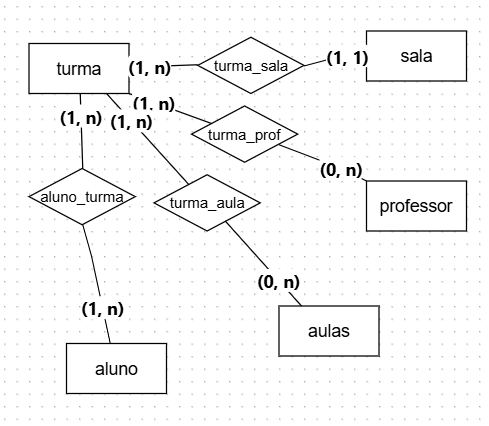 turma
(1, n)
turma_sala
(1, 1)
sala
(1, n)
(1, n)
(1, n)
turma_prof
(0, n)
aluno_turma
turma_aula
professor
(0, n)
(1, n)
aulas
aluno